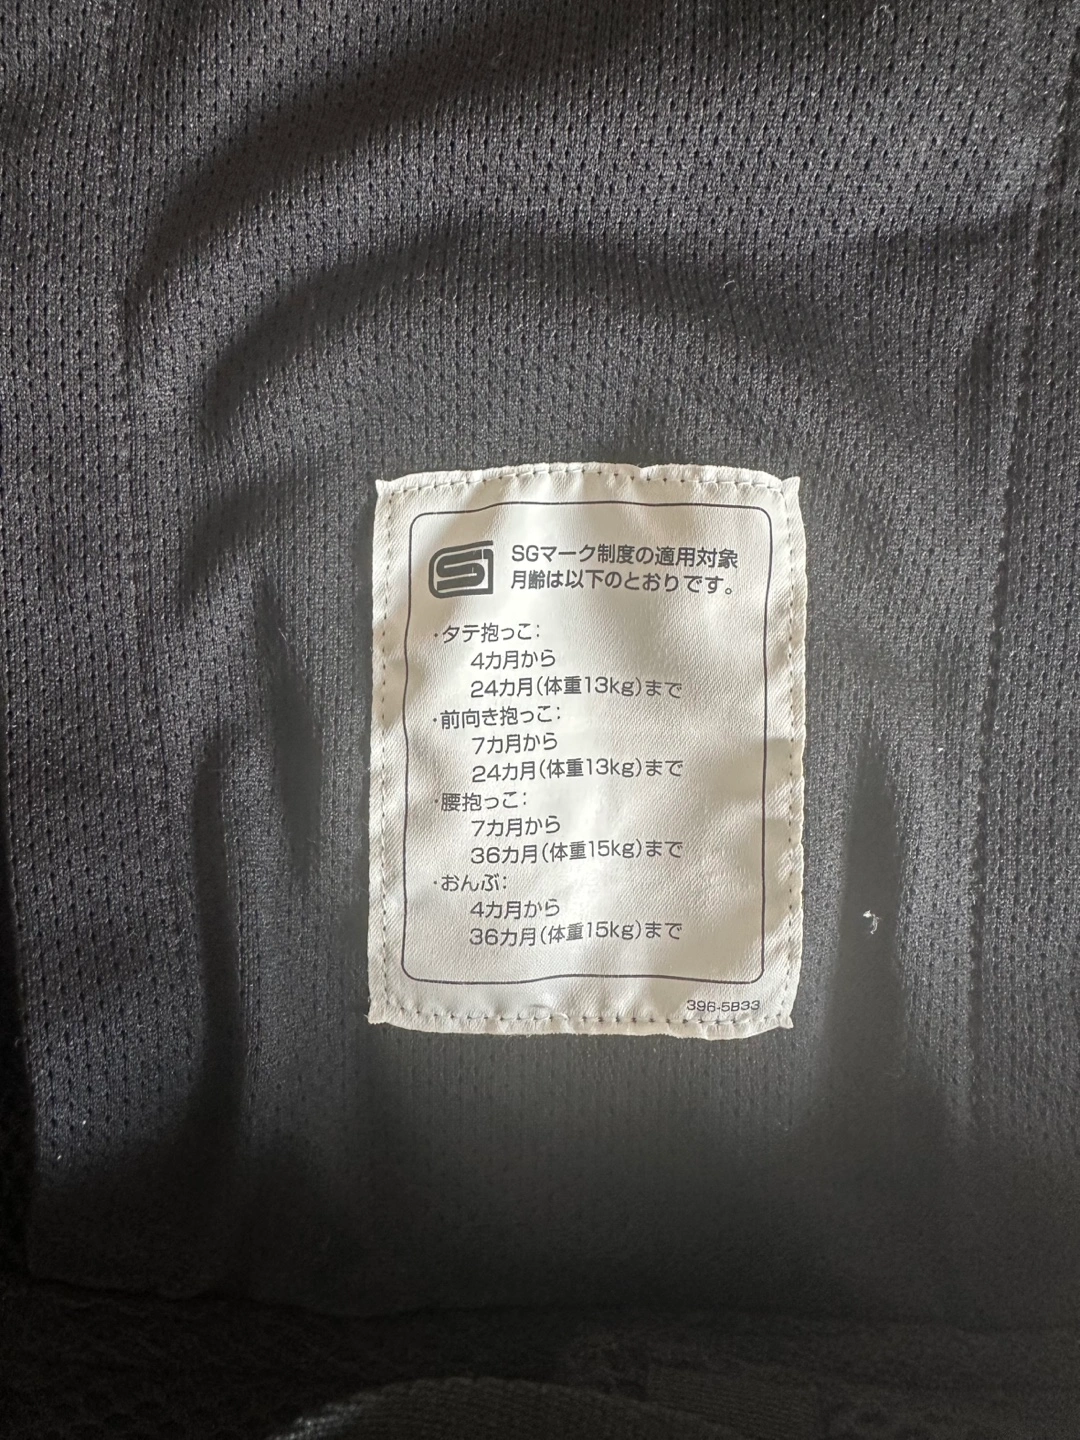 SGマーク制度の適用対象
月齢は以下のとおりです。
・タテ抱っこ:
4カ月から
24カ月(体重13kg)まで
・前向き抱っこ:
7カ月から
24カ月(体重13kg)まで
・腰抱っこ:
7カ月から
36カ月(体重15kg)まで
・おんぶ:
4カ月から
36カ月(体重15kg)まで
396-5B33